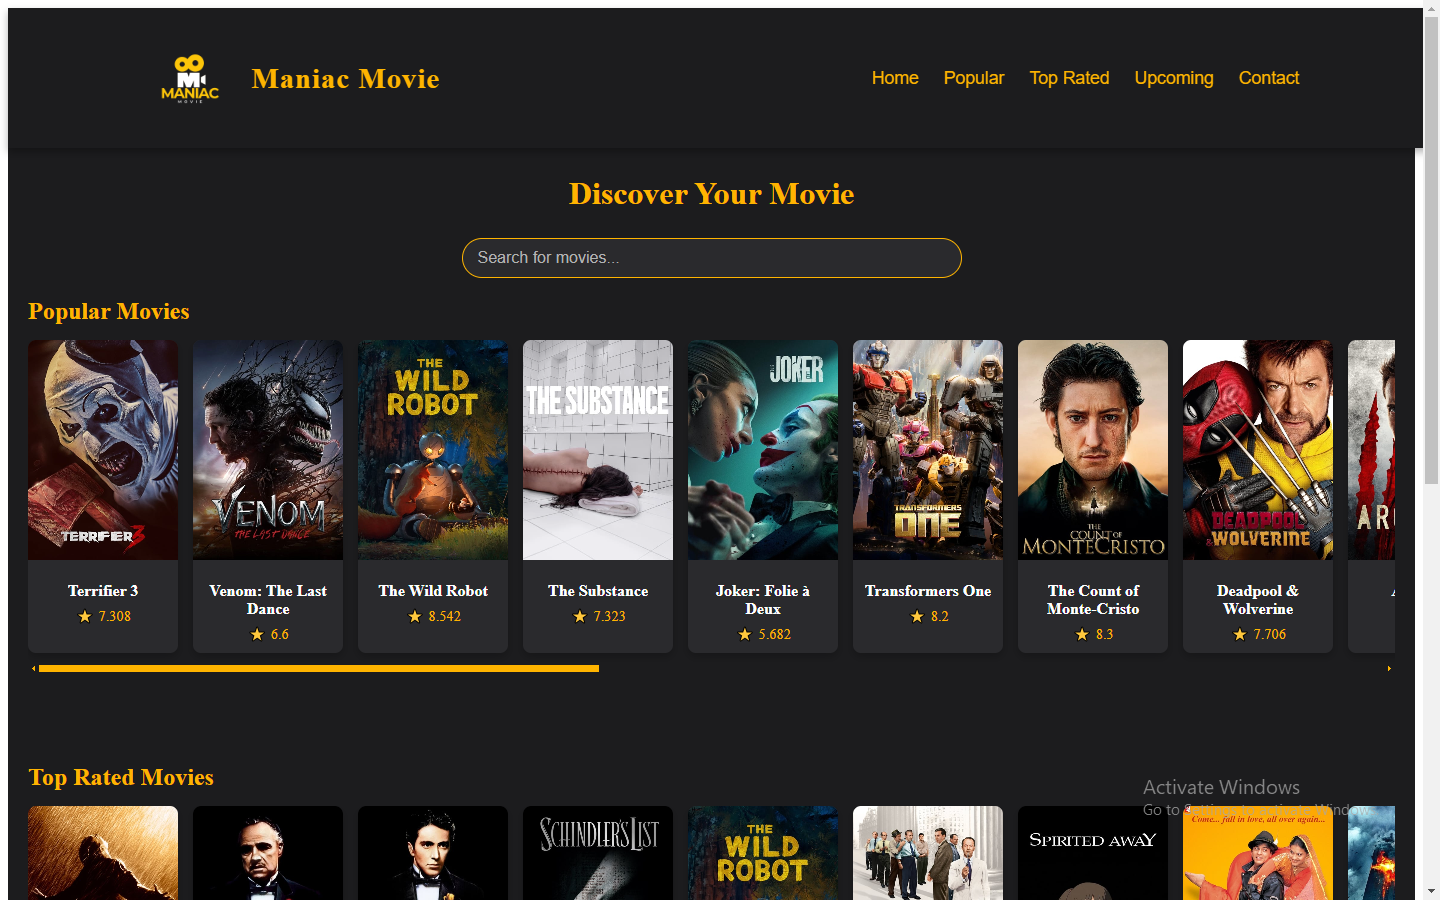 MANIAC
MOVIE
Maniac Movie
Home
Popular
Top Rated
Upcoming
Contact
Discover Your Movie
Search for movies...
Popular Movies
TERRIFIER 3
VENOM
THE LAST DANCE
THE
WILD
ROBOT
THE SUBSTANCE
JOKER
TRANSFORMERS
ONE
THE
COUNT OF
MONTE CRISTO
DEADPOOL
& WOLVERINE
Terrifier 3
★ 7.308
Venom: The Last
Dance
★ 6.6
The Wild Robot
★ 8.542
The Substance
★ 7.323
Joker: Folie à
Deux
★ 5.682
Transformers One
★ 8.2
The Count of
Monte-Cristo
★ 8.3
Deadpool &
Wolverine
★ 7.706
Top Rated Movies
SCHINDLER'S LIST
THE
WILD
ROBOT
SPIRITED AWAY
Come... fall in love, all over again...
Activate Windows
Go to Settings to activate Windows.